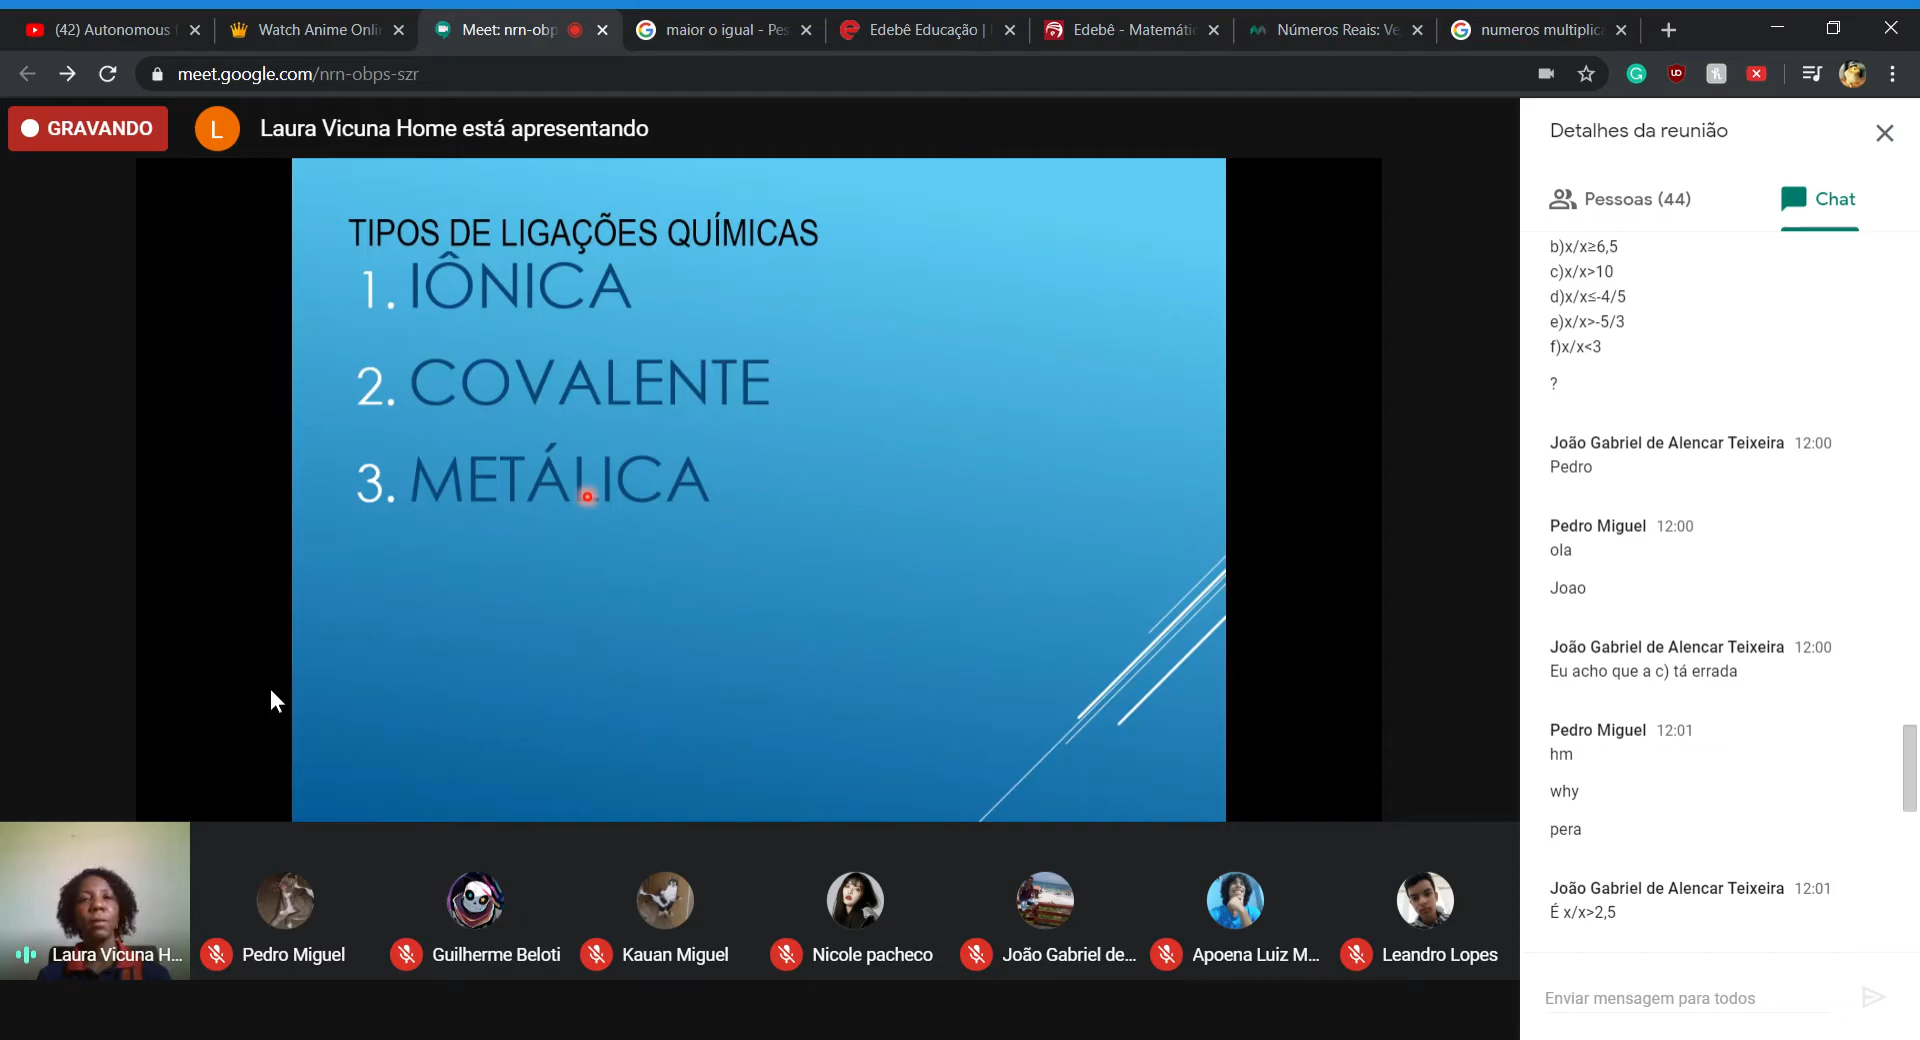 (42) Autonomous
Watch Anime Onli
Meet: nrn-obp
maior o igual - Pes
Edebê Educação |
Edebê - Matemátic
Números Reais: Ve
numeros multiplica
meet.google.com/nrn-obps-szr
GRAVANDO
L
Laura Vicuna Home está apresentando
TIPOS DE LIGAÇÕES QUÍMICAS
1. IÔNICA
2. COVALENTE
3. METÁLICA
Laura Vicuna H...
Pedro Miguel
Guilherme Beloti
Kauan Miguel
Nicole pacheco
João Gabriel de...
Apoena Luiz M...
Leandro Lopes
Detalhes da reunião
Pessoas (44)
Chat
b)x/x≥6,5
c)x/x>10
d)x/x≤-4/5
e)x/x>-5/3
f)x/x<3
?
João Gabriel de Alencar Teixeira 12:00
Pedro
Pedro Miguel 12:00
ola
Joao
João Gabriel de Alencar Teixeira 12:00
Eu acho que a c) tá errada
Pedro Miguel 12:01
hm
why
pera
João Gabriel de Alencar Teixeira 12:01
É x/x>2,5
Enviar mensagem para todos